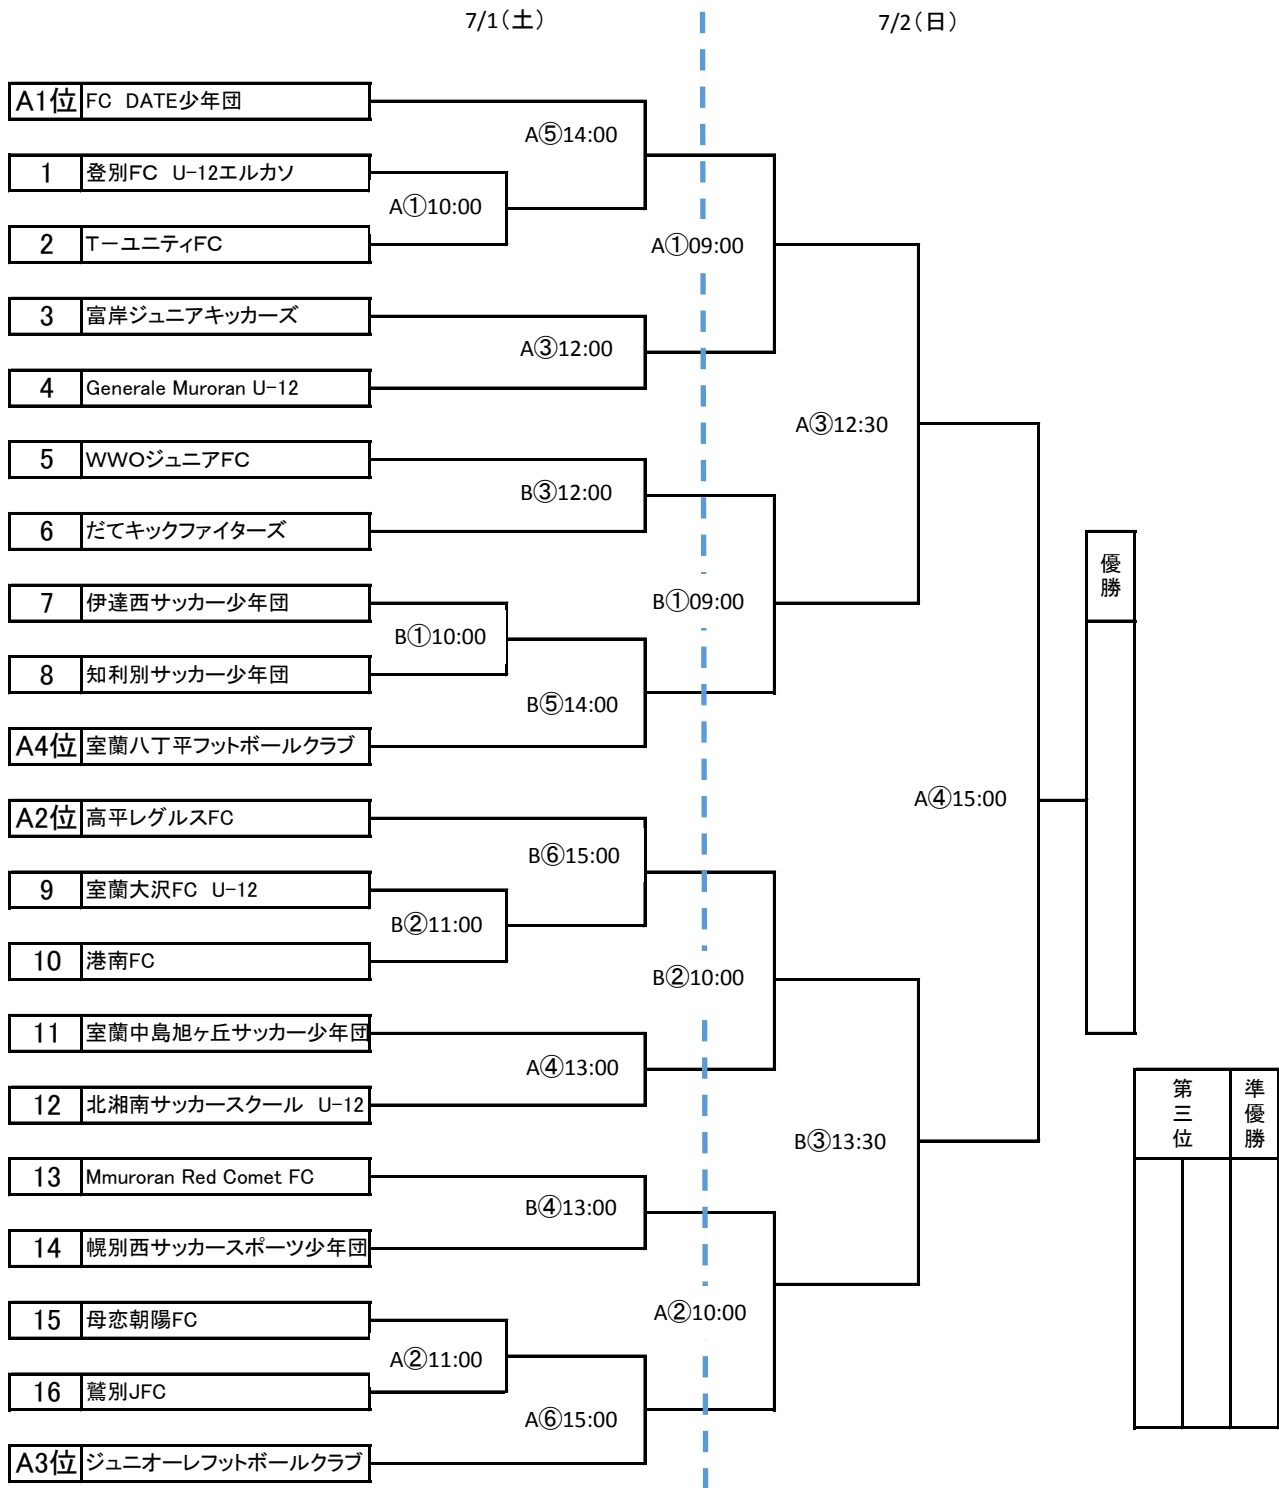 7/1(土)
7/2(日)
A1位 FC DATE少年団
A⑤14:00
1 登別FC U-12エルカソ
A①10:00
2 T－ユニティFC
A①09:00
3 富岸ジュニアキッカーズ
A③12:00
4 Generale Muroran U-12
A③12:30
5 WWOジュニアFC
B③12:00
6 だてキックファイターズ
優勝
7 伊達西サッカー少年団
B①09:00
B①10:00
8 知利別サッカー少年団
B⑤14:00
A4位 室蘭八丁平フットボールクラブ
A④15:00
A2位 高平レグルスFC
B⑥15:00
9 室蘭大沢FC U-12
B②11:00
10 港南FC
B②10:00
11 室蘭中島旭ヶ丘サッカー少年団
A④13:00
12 北湘南サッカースクール U-12
第三位
準優勝
B③13:30
13 Mmuroran Red Comet FC
B④13:00
14 幌別西サッカースポーツ少年団
A②10:00
15 母恋朝陽FC
A②11:00
16 鷲別JFC
A⑥15:00
A3位 ジュニオーレフットボールクラブ